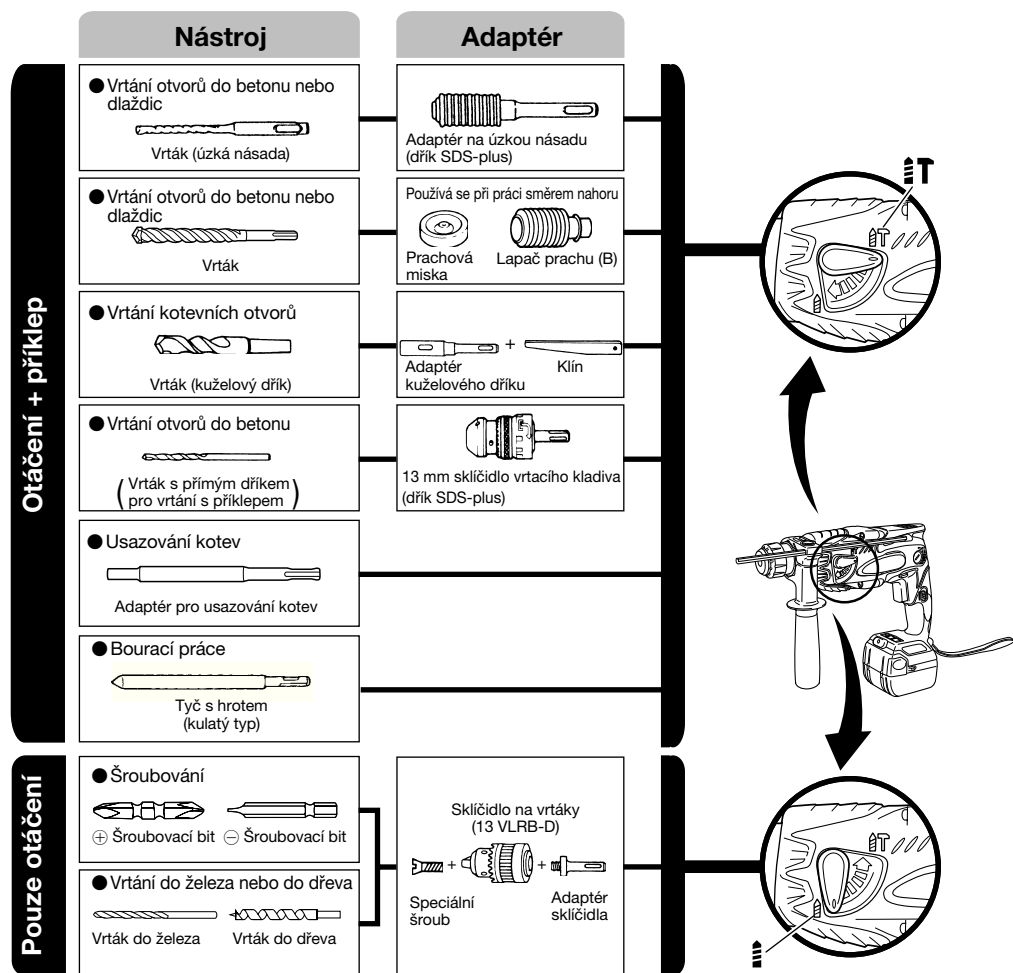 Nástroj
Adaptér
Otáčení + příklep
● Vrtání otvorů do betonu nebo
dlaždic
Vrták (úzká násada)
Adaptér na úzkou násadu
(dřík SDS-plus)
● Vrtání otvorů do betonu nebo
dlaždic
Vrták
Používá se při práci směrem nahoru
Prachová
miska
Lapač prachu (B)
● Vrtání kotevních otvorů
Vrták (kuželový dřík)
+
Adaptér
kuželového dříku
Klín
● Vrtání otvorů do betonu
(Vrták s přímým dříkem
pro vrtání s příklepem)
13 mm sklíčidlo vrtacího kladiva
(dřík SDS-plus)
● Usazování kotev
Adaptér pro usazování kotev
● Bourací práce
Tyč s hrotem
(kulatý typ)
Pouze otáčení
● Šroubování
⊕ Šroubovací bit
⊖ Šroubovací bit
● Vrtání do železa nebo do dřeva
Vrták do železa
Vrták do dřeva
Sklíčidlo na vrtáky
(13 VLRB-D)
+ +
Speciální
šroub
Adaptér
sklíčidla